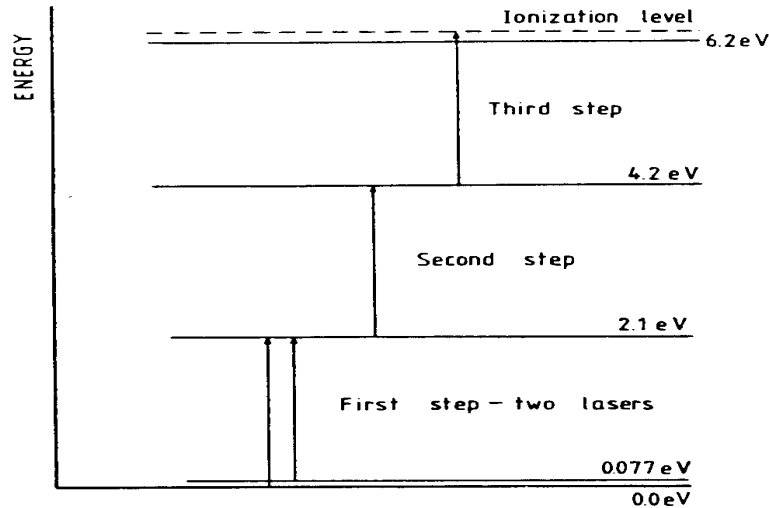 ENERGY
Ionization level
6.2 eV
Third step
4.2 eV
Second step
2.1 eV
First step – two lasers
0.077 eV
0.0 eV